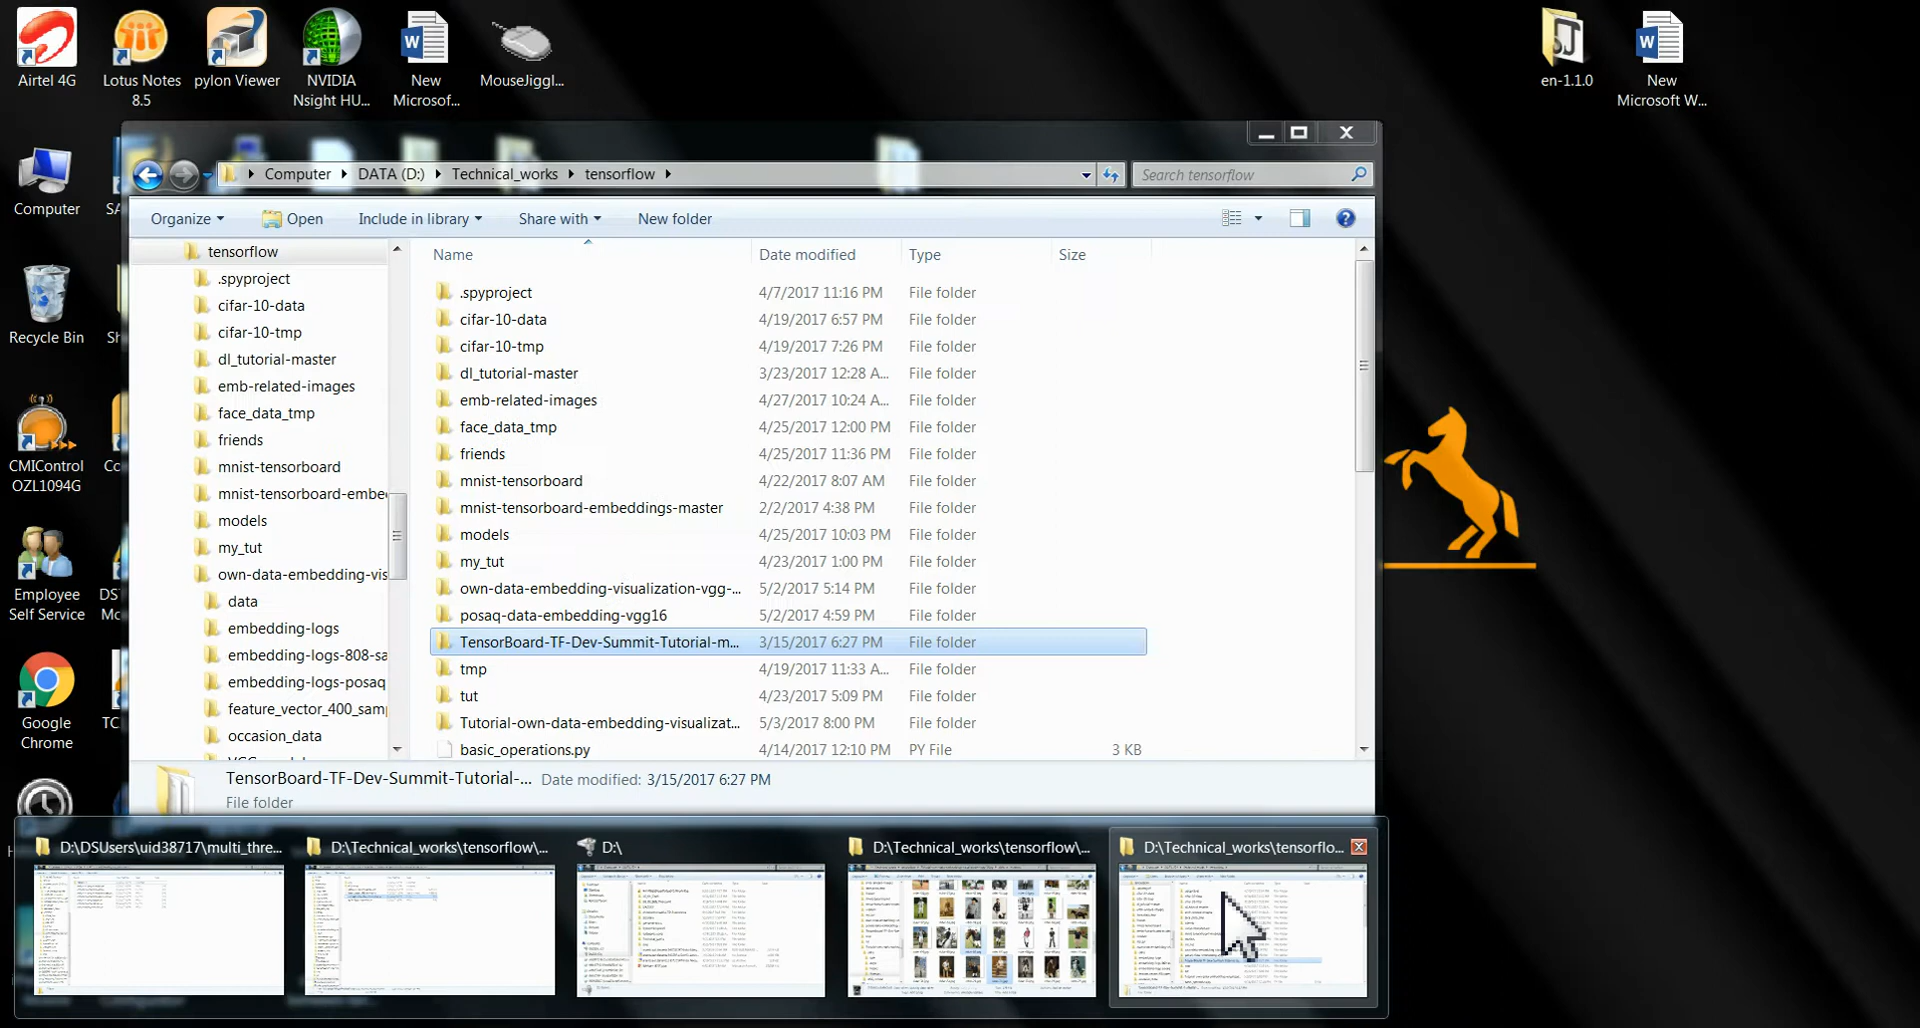 Airtel 4G
Lotus Notes 8.5
pylon Viewer
NVIDIA Nsight HU...
New Microsof...
MouseJiggl...
en-1.1.0
New Microsoft W...
Computer
Recycle Bin
CMIControl OZL1094G
Employee Self Service
Google Chrome
Computer DATA (D:) Technical_works tensorflow
Search tensorflow
Organize Open Include in library Share with New folder
tensorflow
.spyproject
cifar-10-data
cifar-10-tmp
dl_tutorial-master
emb-related-images
face_data_tmp
friends
mnist-tensorboard
mnist-tensorboard-embe
models
my_tut
own-data-embedding-vis
data
embedding-logs
embedding-logs-808-sa
embedding-logs-posaq
feature_vector_400_samp
occasion_data
Name Date modified Type Size
.spyproject 4/7/2017 11:16 PM File folder
cifar-10-data 4/19/2017 6:57 PM File folder
cifar-10-tmp 4/19/2017 7:26 PM File folder
dl_tutorial-master 3/23/2017 12:28 A... File folder
emb-related-images 4/27/2017 10:24 A... File folder
face_data_tmp 4/25/2017 12:00 PM File folder
friends 4/25/2017 11:36 PM File folder
mnist-tensorboard 4/22/2017 8:07 AM File folder
mnist-tensorboard-embeddings-master 2/2/2017 4:38 PM File folder
models 4/25/2017 10:03 PM File folder
my_tut 4/23/2017 1:00 PM File folder
own-data-embedding-visualization-vgg-... 5/2/2017 5:14 PM File folder
posaq-data-embedding-vgg16 5/2/2017 4:59 PM File folder
TensorBoard-TF-Dev-Summit-Tutorial-m... 3/15/2017 6:27 PM File folder
tmp 4/19/2017 11:33 A... File folder
tut 4/23/2017 5:09 PM File folder
Tutorial-own-data-embedding-visualizat... 5/3/2017 8:00 PM File folder
basic_operations.py 4/14/2017 12:10 PM PY File 3 KB
TensorBoard-TF-Dev-Summit-Tutorial-... Date modified: 3/15/2017 6:27 PM
File folder
D:\DSUsers\uid38717\multi_thre...
D:\Technical_works\tensorflow\...
D:\
D:\Technical_works\tensorflow\...
D:\Technical_works\tensorflo...